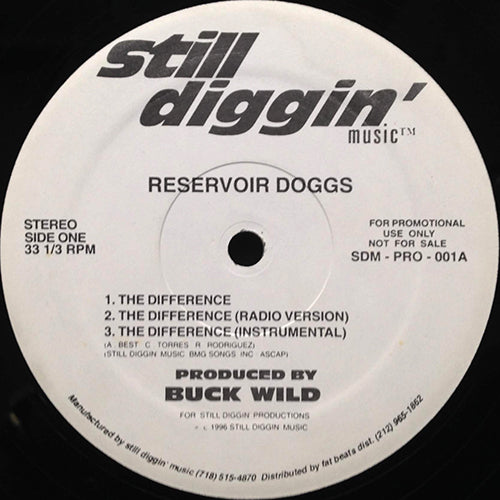 still
diggin'
music™
RESERVOIR DOGGS
STEREO
SIDE ONE
33 1/3 RPM
FOR PROMOTIONAL
USE ONLY
NOT FOR SALE
SDM - PRO - 001A
1. THE DIFFERENCE
2. THE DIFFERENCE (RADIO VERSION)
3. THE DIFFERENCE (INSTRUMENTAL)
(A. BEST C. TORRES R. RODRIGUEZ)
(STILL DIGGIN MUSIC BMG SONGS INC. ASCAP)
PRODUCED BY
BUCK WILD
FOR STILL DIGGIN PRODUCTIONS
1996 STILL DIGGIN MUSIC
Manufactured by still diggin' music (718) 515-4870 Distributed by fat beats dist. (212) 965-1862